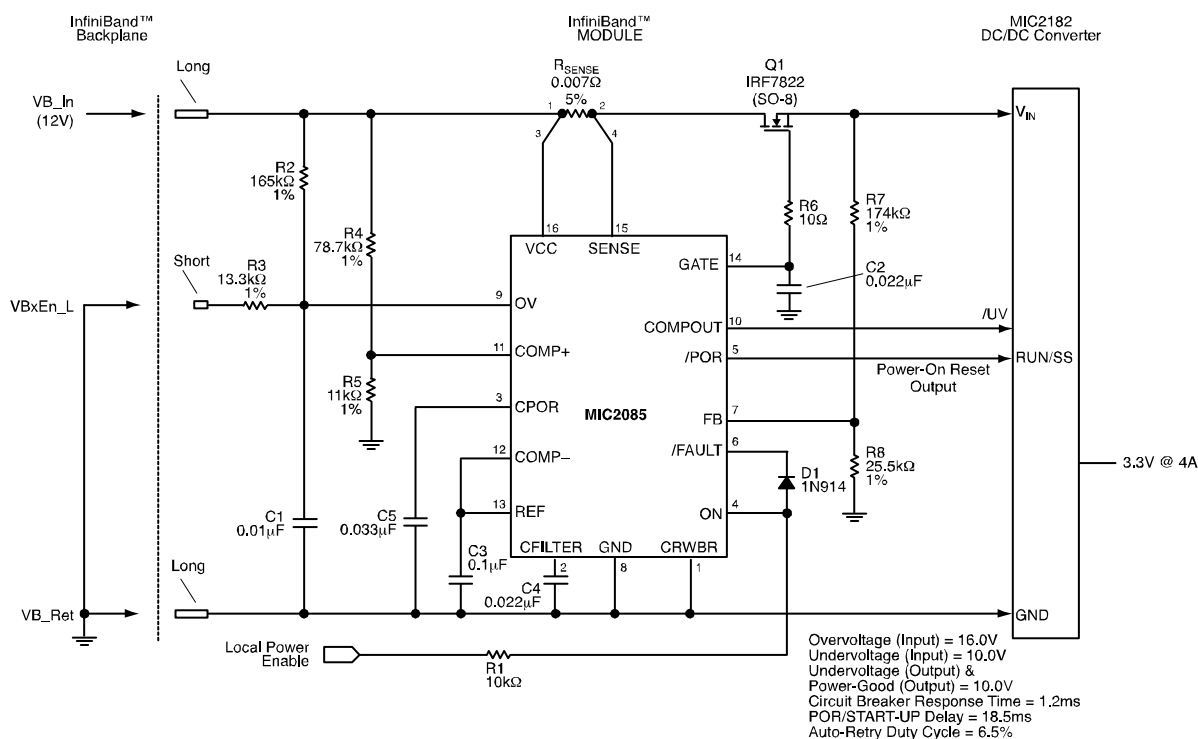 InfiniBand™
Backplane
InfiniBand™
MODULE
MIC2182
DC/DC Converter
Long
RSENSE
0.007Ω
5%
Q1
IRF7822
(SO-8)
VB_In
(12V)
1
2
3
4
VIN
R2
165kΩ
1%
R4
78.7kΩ
1%
R6
10Ω
R7
174kΩ
1%
16
15
VCC
SENSE
GATE
14
C2
0.022µF
Short
R3
13.3kΩ
1%
VBxEn_L
9
OV
COMPOUT
10
/UV
11
COMP+
/POR
5
RUN/SS
Power-On Reset
Output
R5
11kΩ
1%
3
CPOR
MIC2085
FB
7
/FAULT
6
12
COMP–
R8
25.5kΩ
1%
D1
1N914
3.3V @ 4A
13
REF
ON
4
C1
0.01µF
C5
0.033µF
C3
0.1µF
CFILTER
GND
CRWBR
2
8
1
C4
0.022µF
Long
VB_Ret
GND
Local Power
Enable
R1
10kΩ
Overvoltage (Input) = 16.0V
Undervoltage (Input) = 10.0V
Undervoltage (Output) &
Power-Good (Output) = 10.0V
Circuit Breaker Response Time = 1.2ms
POR/START-UP Delay = 18.5ms
Auto-Retry Duty Cycle = 6.5%